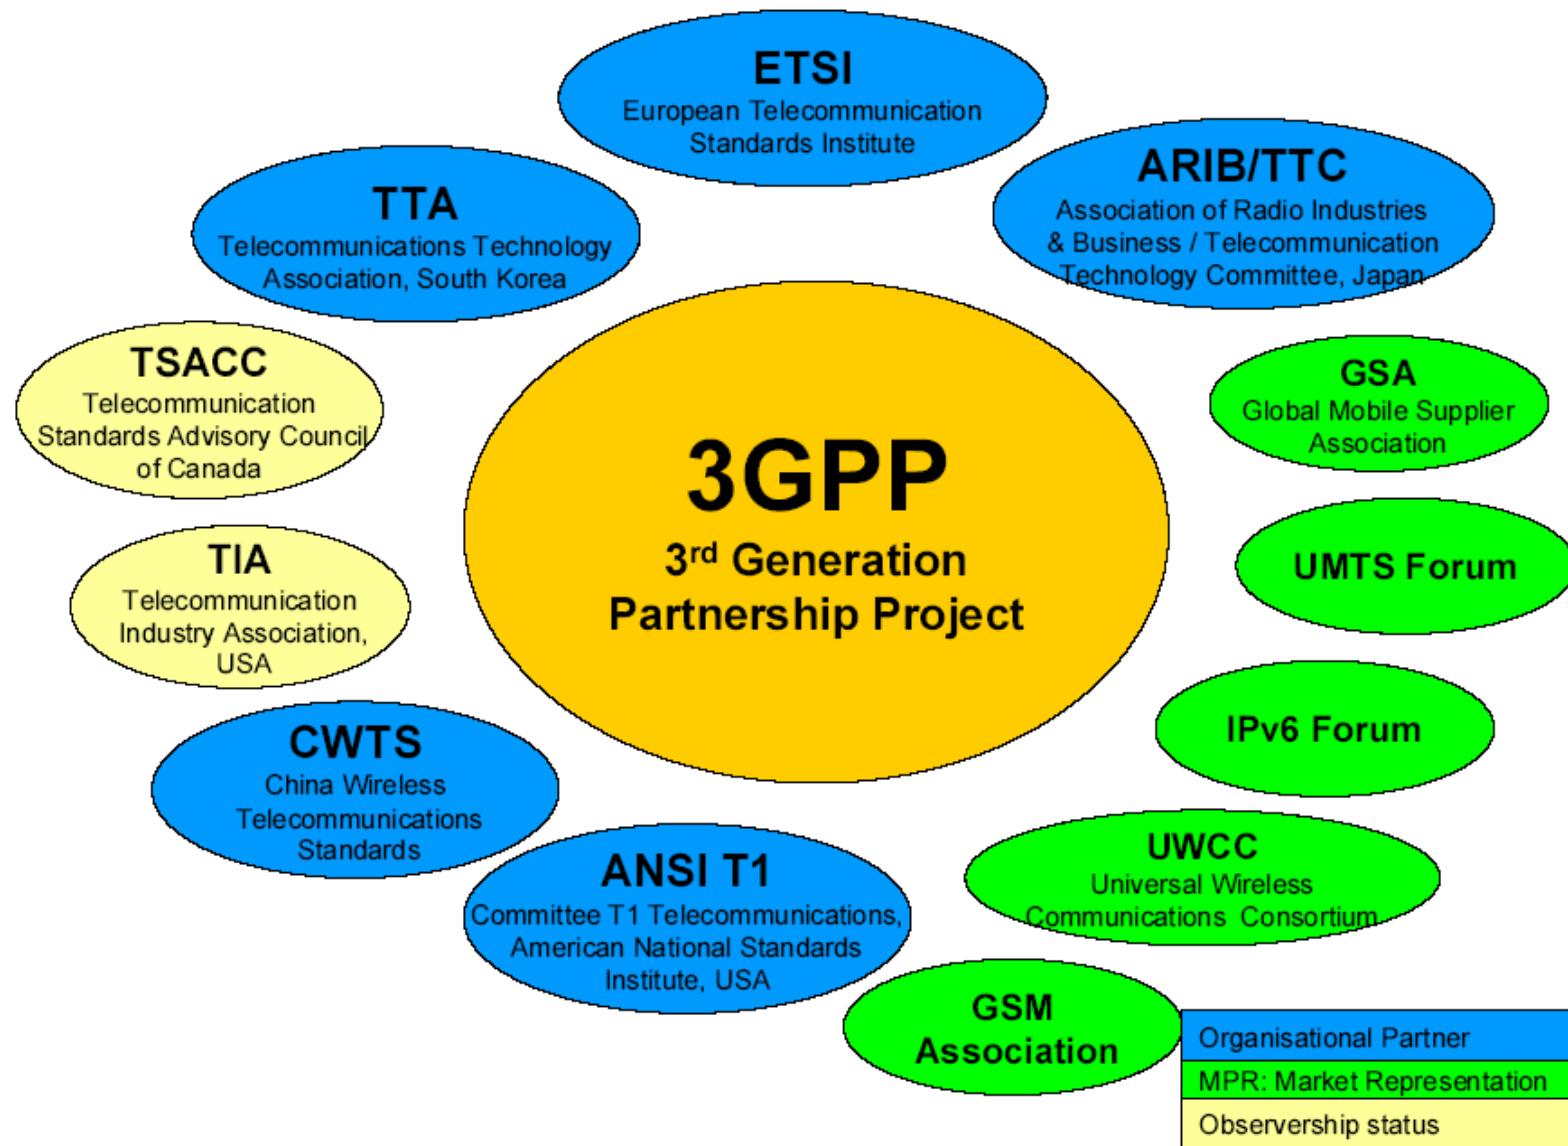 ETSI
European Telecommunication
Standards Institute
ARIB/TTC
Association of Radio Industries
& Business / Telecommunication
Technology Committee, Japan
TTA
Telecommunications Technology
Association, South Korea
TSACC
Telecommunication
Standards Advisory Council
of Canada
GSA
Global Mobile Supplier
Association
3GPP
3rd Generation
Partnership Project
UMTS Forum
TIA
Telecommunication
Industry Association,
USA
IPv6 Forum
CWTS
China Wireless
Telecommunications
Standards
UWCC
Universal Wireless
Communications Consortium
ANSI T1
Committee T1 Telecommunications,
American National Standards
Institute, USA
GSM
Association
Organisational Partner
MPR: Market Representation
Observership status